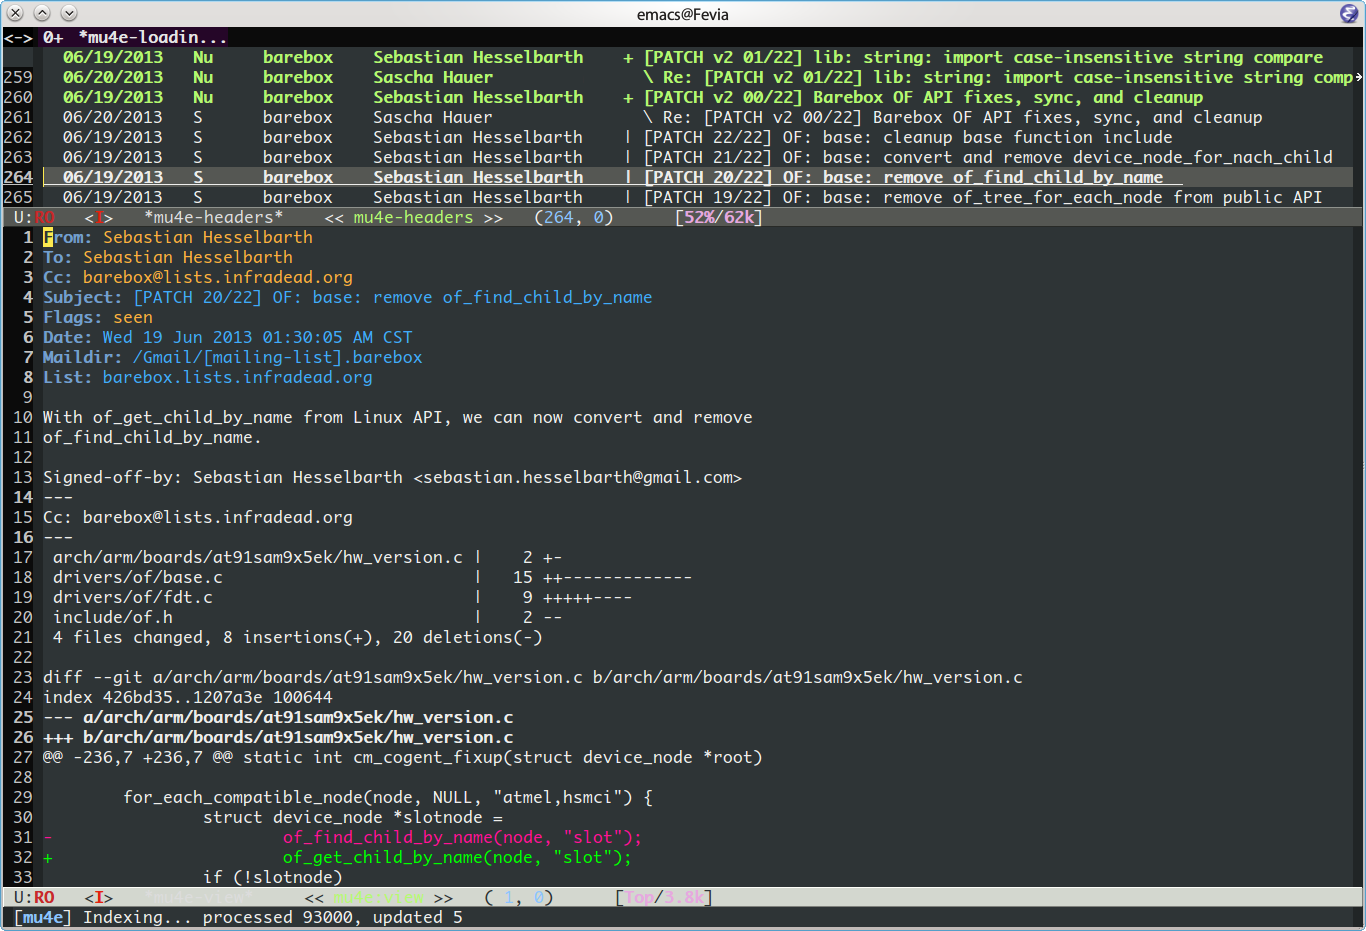 emacs@Fevia
<-> 0+ *mu4e-loadin...
06/19/2013 Nu barebox Sebastian Hesselbarth + [PATCH v2 01/22] lib: string: import case-insensitive string compare
259 06/20/2013 Nu barebox Sascha Hauer \ Re: [PATCH v2 01/22] lib: string: import case-insensitive string comp
260 06/19/2013 Nu barebox Sebastian Hesselbarth + [PATCH v2 00/22] Barebox OF API fixes, sync, and cleanup
261 06/20/2013 S barebox Sascha Hauer \ Re: [PATCH v2 00/22] Barebox OF API fixes, sync, and cleanup
262 06/19/2013 S barebox Sebastian Hesselbarth | [PATCH 22/22] OF: base: cleanup base function include
263 06/19/2013 S barebox Sebastian Hesselbarth | [PATCH 21/22] OF: base: convert and remove device_node_for_nach_child
264 06/19/2013 S barebox Sebastian Hesselbarth | [PATCH 20/22] OF: base: remove of_find_child_by_name
265 06/19/2013 S barebox Sebastian Hesselbarth | [PATCH 19/22] OF: base: remove of_tree_for_each_node from public API
U:RO <I> *mu4e-headers* << mu4e-headers >> (264, 0) [52%/62k]
1 From: Sebastian Hesselbarth
2 To: Sebastian Hesselbarth
3 Cc: barebox@lists.infradead.org
4 Subject: [PATCH 20/22] OF: base: remove of_find_child_by_name
5 Flags: seen
6 Date: Wed 19 Jun 2013 01:30:05 AM CST
7 Maildir: /Gmail/[mailing-list].barebox
8 List: barebox.lists.infradead.org
9
10 With of_get_child_by_name from Linux API, we can now convert and remove
11 of_find_child_by_name.
12
13 Signed-off-by: Sebastian Hesselbarth <sebastian.hesselbarth@gmail.com>
14 ---
15 Cc: barebox@lists.infradead.org
16 ---
17 arch/arm/boards/at91sam9x5ek/hw_version.c | 2 +-
18 drivers/of/base.c | 15 ++-------------
19 drivers/of/fdt.c | 9 +++++----
20 include/of.h | 2 --
21 4 files changed, 8 insertions(+), 20 deletions(-)
22
23 diff --git a/arch/arm/boards/at91sam9x5ek/hw_version.c b/arch/arm/boards/at91sam9x5ek/hw_version.c
24 index 426bd35..1207a3e 100644
25 --- a/arch/arm/boards/at91sam9x5ek/hw_version.c
26 +++ b/arch/arm/boards/at91sam9x5ek/hw_version.c
27 @@ -236,7 +236,7 @@ static int cm_cogent_fixup(struct device_node *root)
28
29 for_each_compatible_node(node, NULL, "atmel,hsmci") {
30 struct device_node *slotnode =
31 - of_find_child_by_name(node, "slot");
32 + of_get_child_by_name(node, "slot");
33 if (!slotnode)
U:RO <I> *mu4e-view* << mu4e-view >> ( 1, 0) [Top/3.8k]
[mu4e] Indexing... processed 93000, updated 5